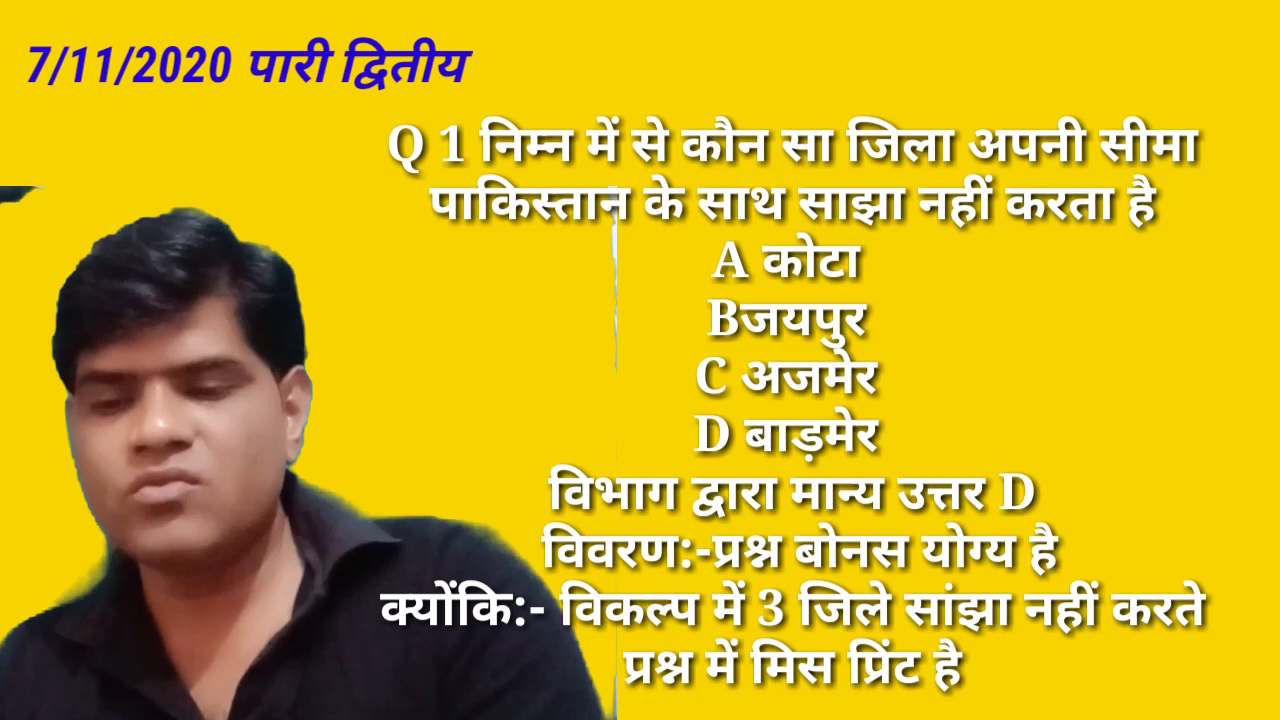 7/11/2020 पारी द्वितीय
Q 1 निम्न में से कौन सा जिला अपनी सीमा
पाकिस्तान के साथ साझा नहीं करता है
A कोटा
Bजयपुर
C अजमेर
D बाड़मेर
विभाग द्वारा मान्य उत्तर D
विवरण:-प्रश्न बोनस योग्य है
क्योंकि:- विकल्प में 3 जिले सांझा नहीं करते
प्रश्न में मिस प्रिंट है